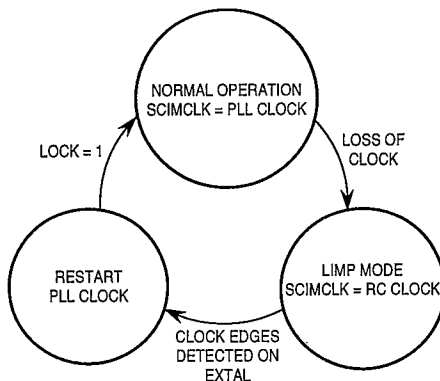 NORMAL OPERATION
SCIMCLK = PLL CLOCK
LOCK = 1
LOSS OF
CLOCK
RESTART
PLL CLOCK
LIMP MODE
SCIMCLK = RC CLOCK
CLOCK EDGES
DETECTED ON
EXTAL